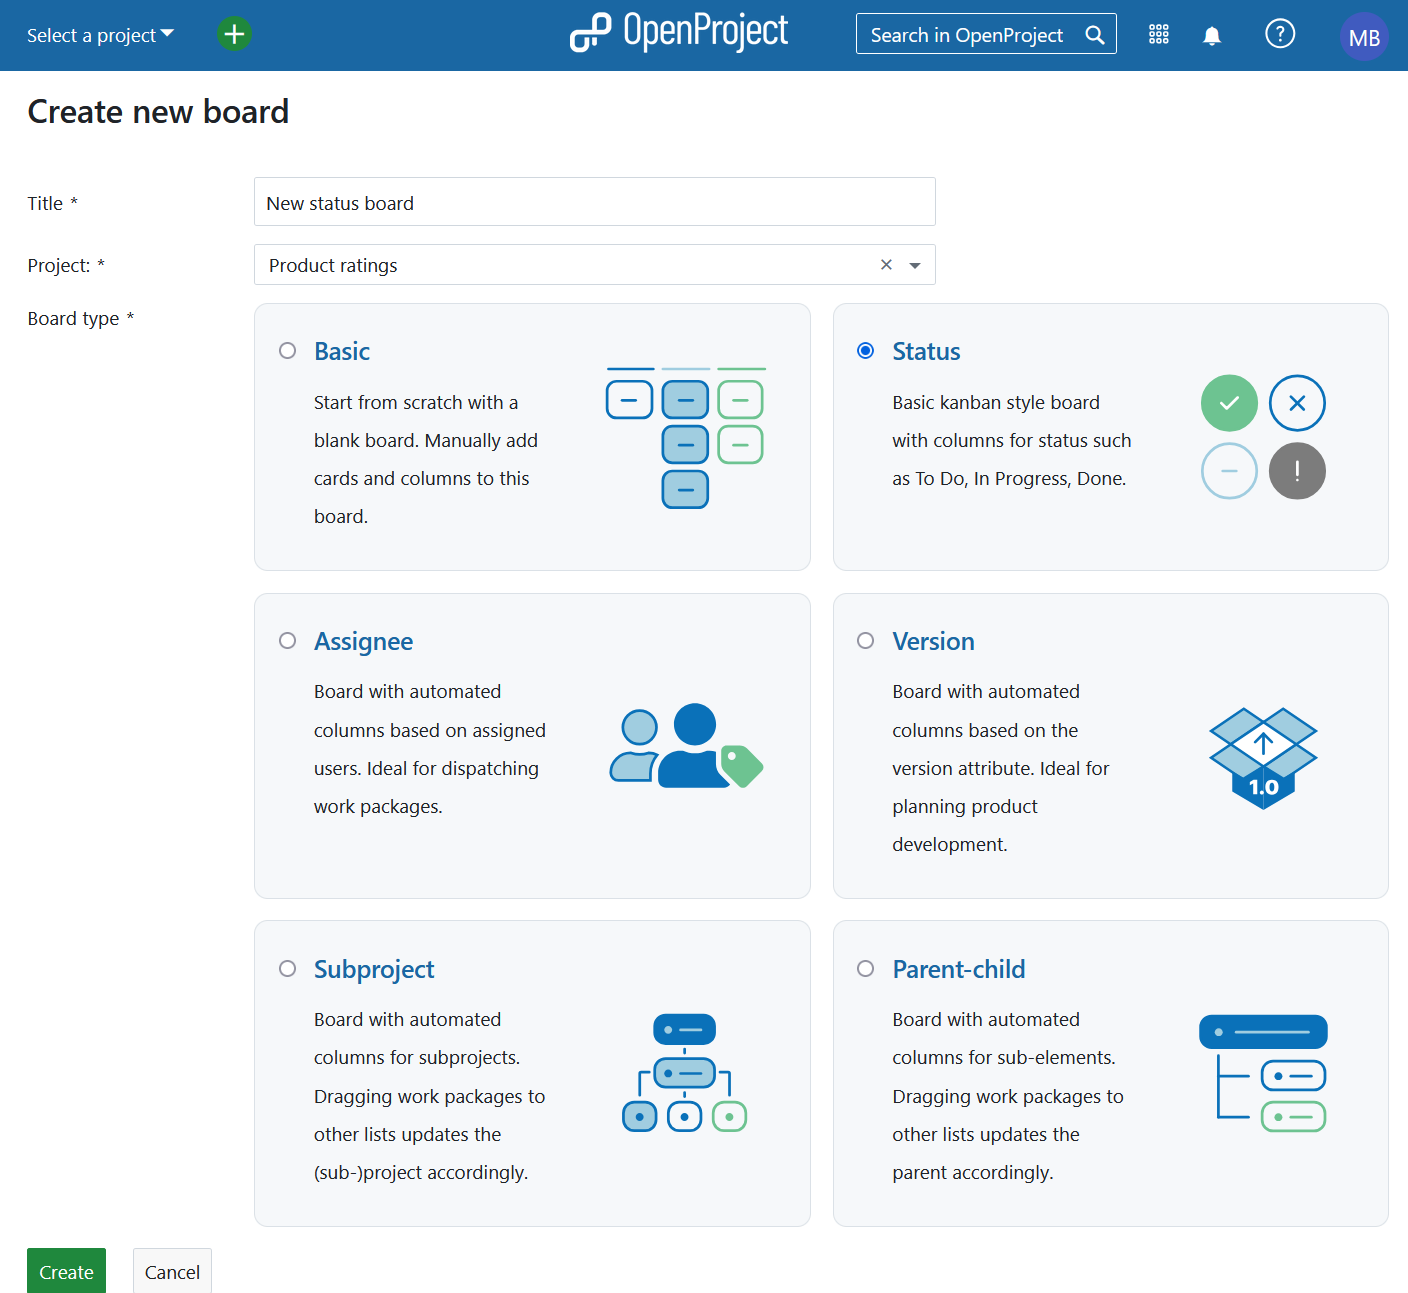 Select a project
OpenProject
Search in OpenProject
?
MB
Create new board
Title *
New status board
Project: *
Product ratings
Board type *
Basic
Start from scratch with a
blank board. Manually add
cards and columns to this
board.
Status
Basic kanban style board
with columns for status such
as To Do, In Progress, Done.
Assignee
Board with automated
columns based on assigned
users. Ideal for dispatching
work packages.
Version
Board with automated
columns based on the
version attribute. Ideal for
planning product
development.
1.0
Subproject
Board with automated
columns for subprojects.
Dragging work packages to
other lists updates the
(sub-)project accordingly.
Parent-child
Board with automated
columns for sub-elements.
Dragging work packages to
other lists updates the
parent accordingly.
Create
Cancel